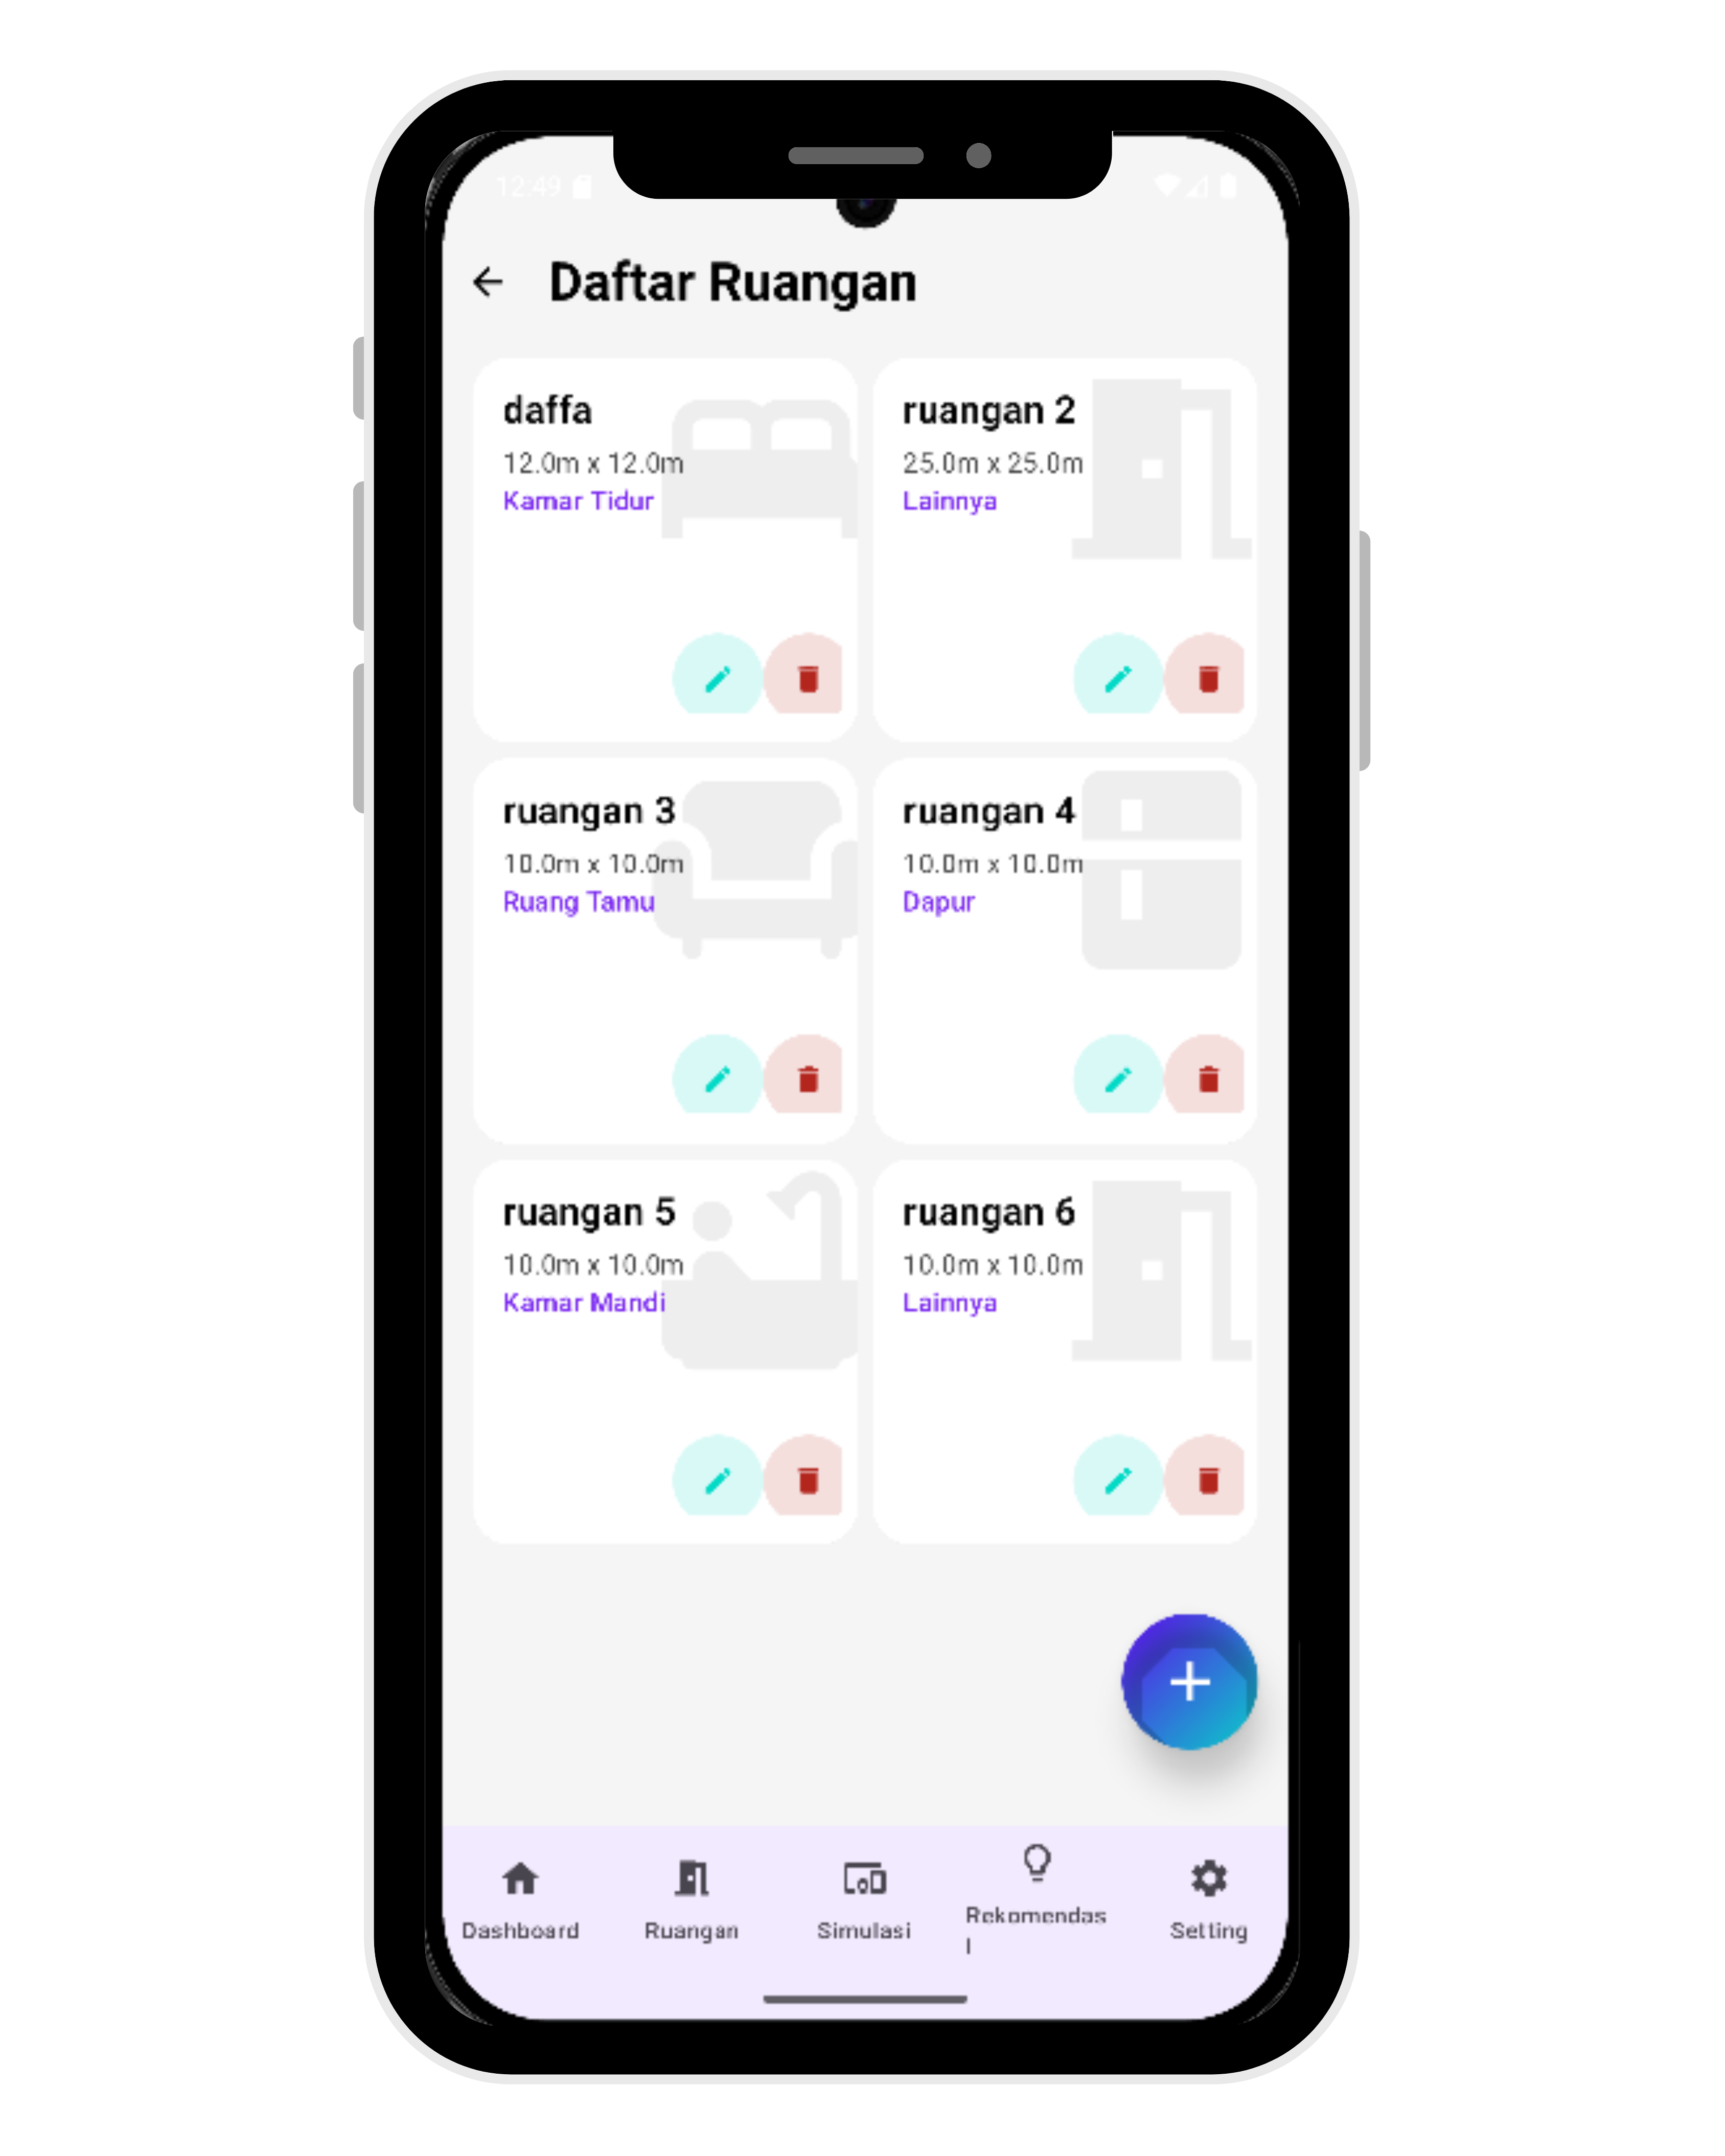 12:49
Daftar Ruangan
daffa
12.0m x 12.0m
Kamar Tidur
ruangan 2
25.0m x 25.0m
Lainnya
ruangan 3
10.0m x 10.0m
Ruang Tamu
ruangan 4
10.0m x 10.0m
Dapur
ruangan 5
10.0m x 10.0m
Kamar Mandi
ruangan 6
10.0m x 10.0m
Lainnya
Dashboard
Ruangan
Simulasi
Rekomendas
i
Setting